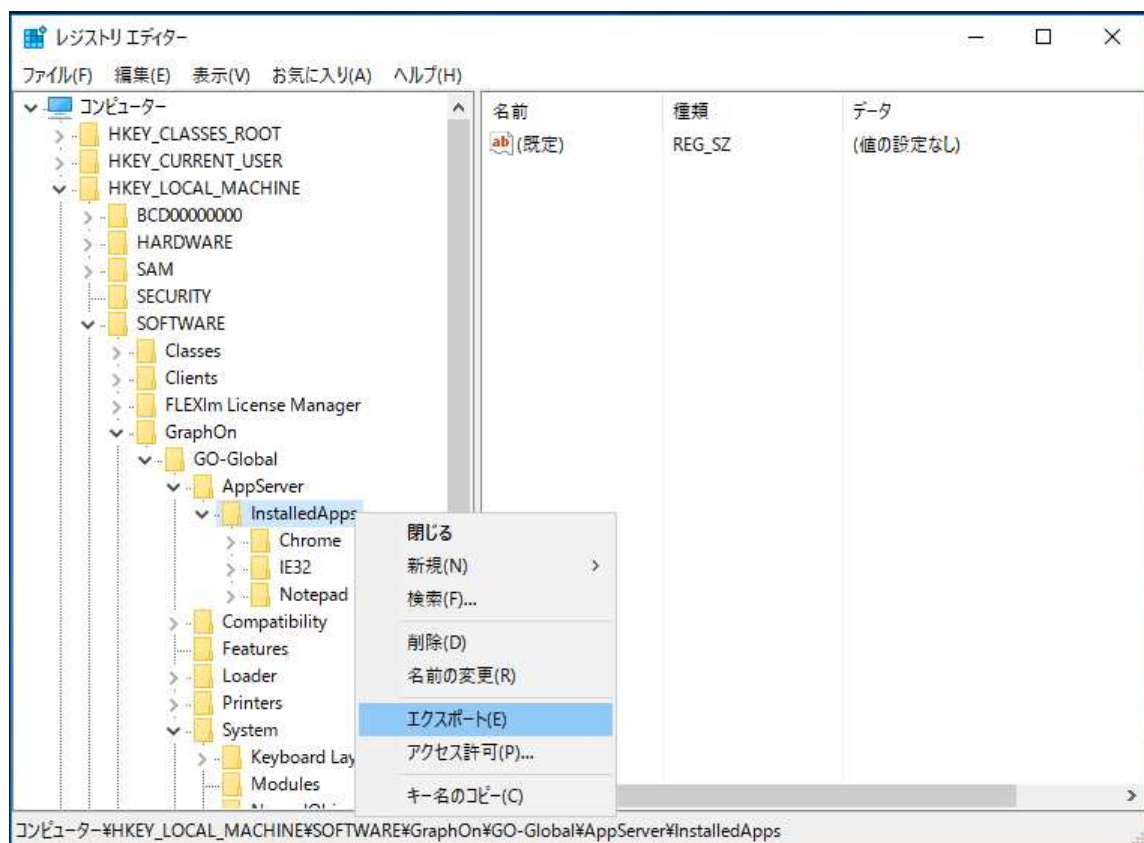 レジストリ エディター
ファイル(F) 編集(E) 表示(V) お気に入り(A) ヘルプ(H)
コンピューター
HKEY_CLASSES_ROOT
HKEY_CURRENT_USER
HKEY_LOCAL_MACHINE
BCD00000000
HARDWARE
SAM
SECURITY
SOFTWARE
Classes
Clients
FLEXlm License Manager
GraphOn
GO-Global
AppServer
InstalledApps
Chrome
IE32
Notepad
Compatibility
Features
Loader
Printers
System
Keyboard Lay
Modules
名前 種類 データ
ab (既定) REG_SZ (値の設定なし)
閉じる
新規(N)
検索(F)...
削除(D)
名前の変更(R)
エクスポート(E)
アクセス許可(P)...
キー名のコピー(C)
コンピューター¥HKEY_LOCAL_MACHINE¥SOFTWARE¥GraphOn¥GO-Global¥AppServer¥InstalledApps